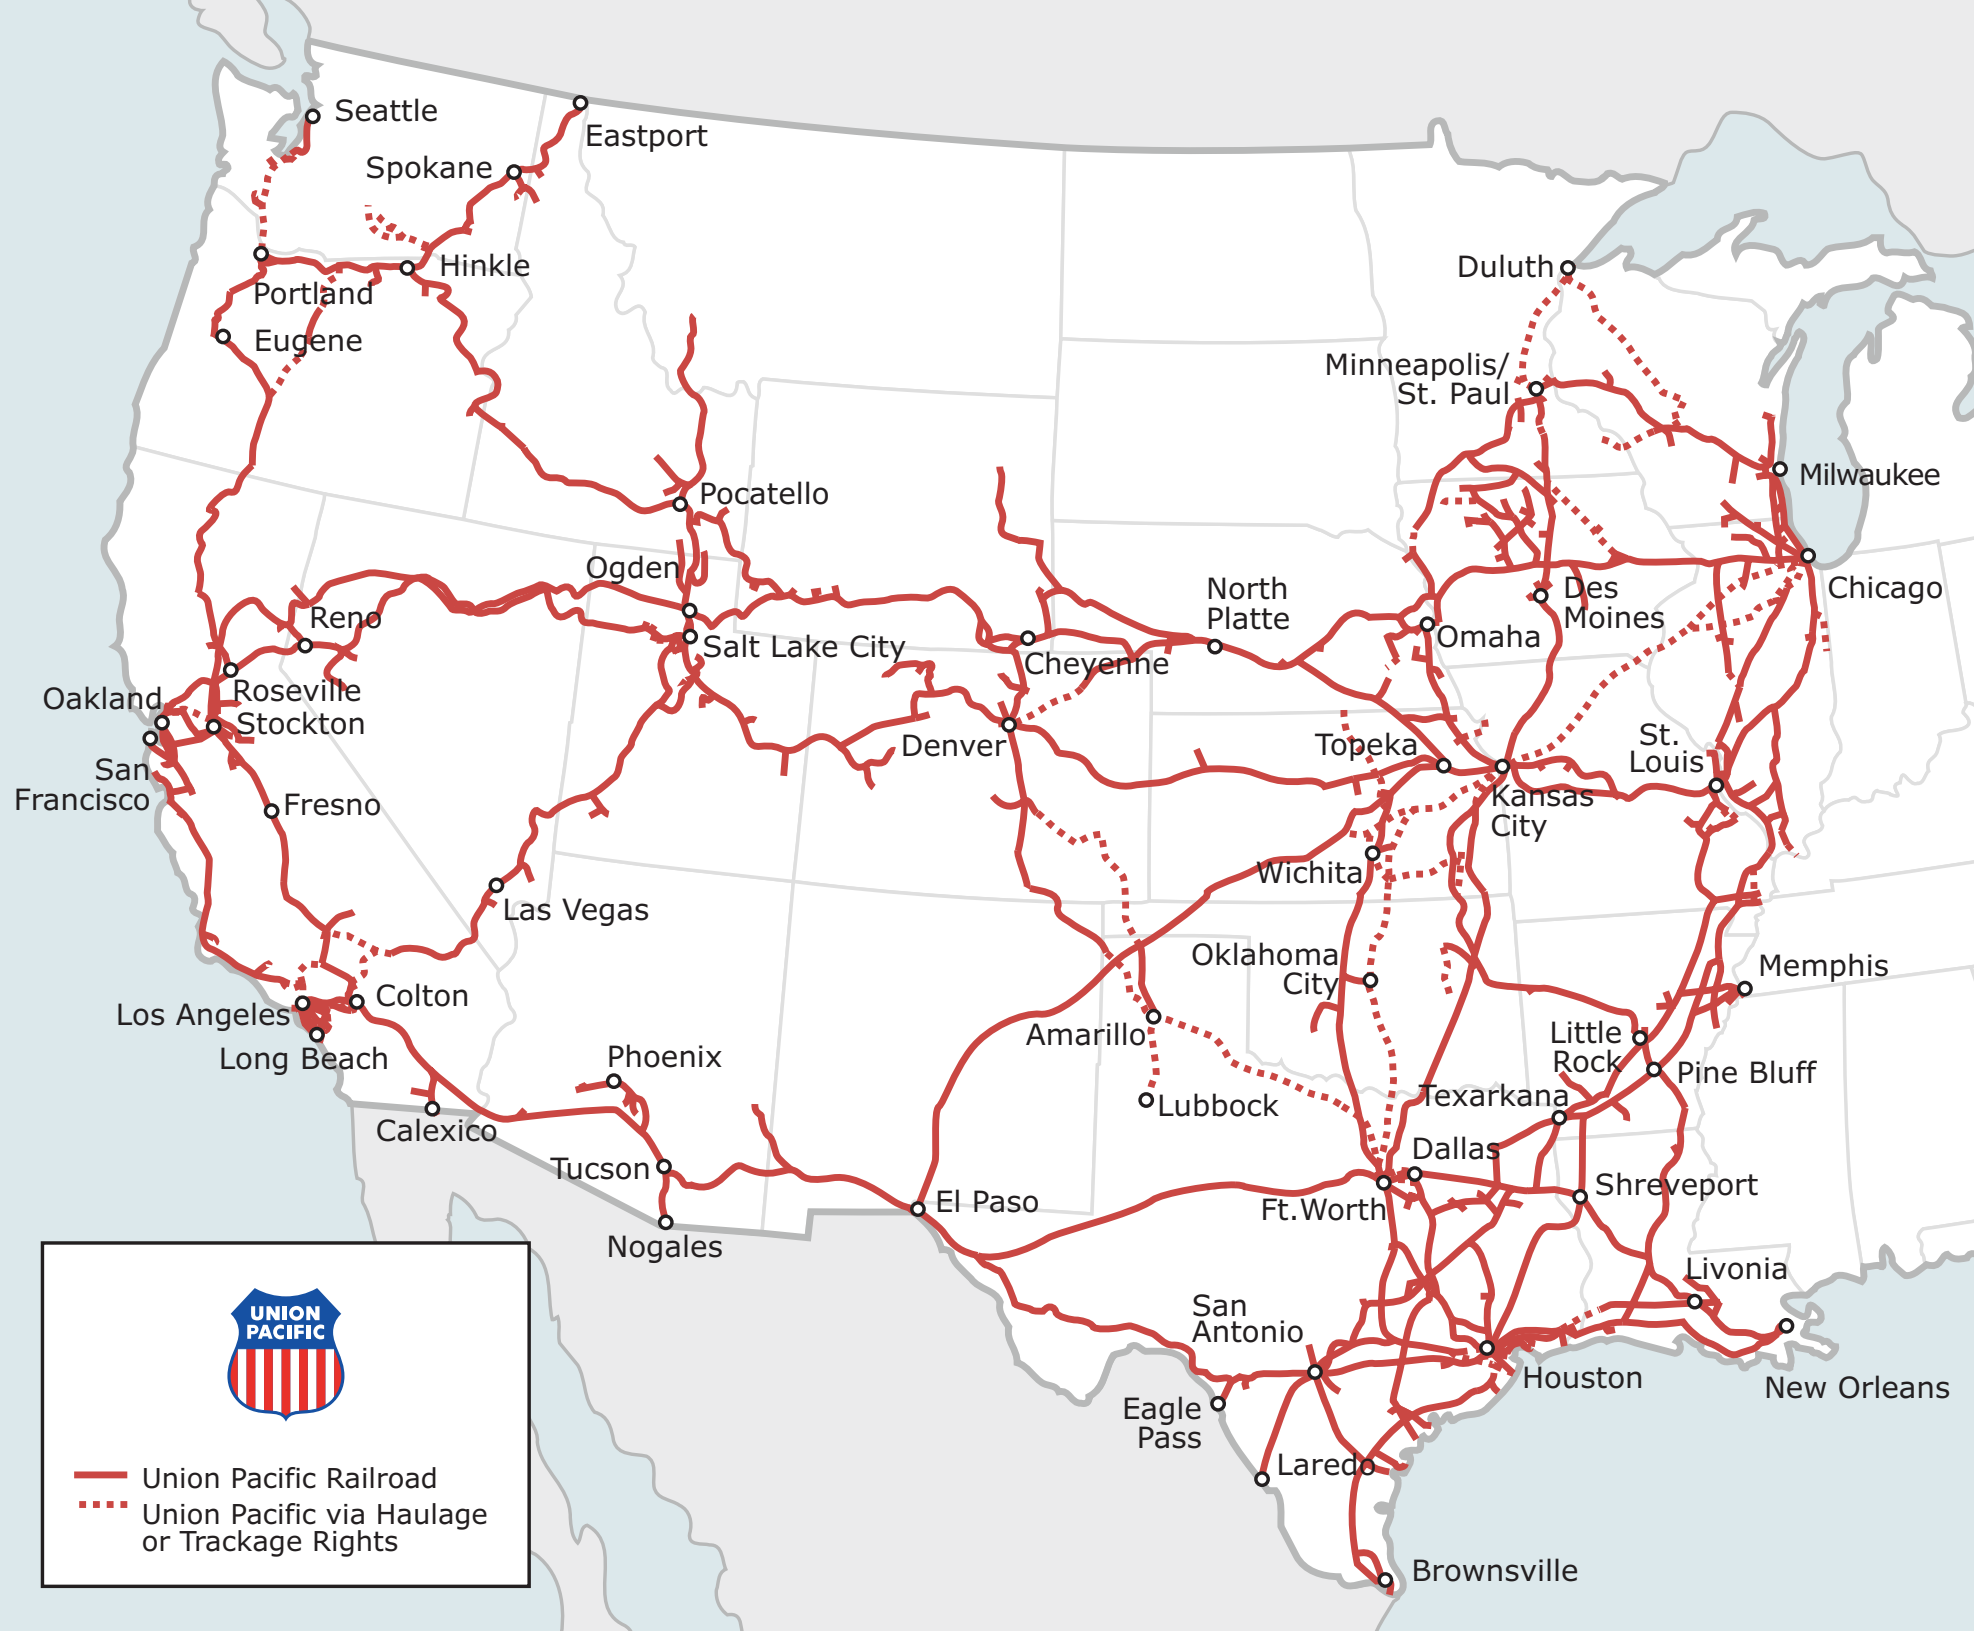 Seattle
Eastport
Spokane
Hinkle
Portland
Eugene
Duluth
Minneapolis/
St. Paul
Milwaukee
Pocatello
Ogden
Chicago
Reno
North
Platte
Des
Moines
Omaha
Salt Lake City
Cheyenne
Oakland
Roseville
Stockton
Denver
Topeka
St.
Louis
San
Francisco
Fresno
Kansas
City
Wichita
Las Vegas
Oklahoma
City
Memphis
Colton
Los Angeles
Amarillo
Little
Rock
Long Beach
Phoenix
Pine Bluff
Lubbock
Texarkana
Calexico
Tucson
Dallas
Shreveport
El Paso
Ft.Worth
Nogales
Livonia
San
Antonio
Houston
New Orleans
Eagle
Pass
Laredo
Brownsville
UNION
PACIFIC
Union Pacific Railroad
Union Pacific via Haulage
or Trackage Rights